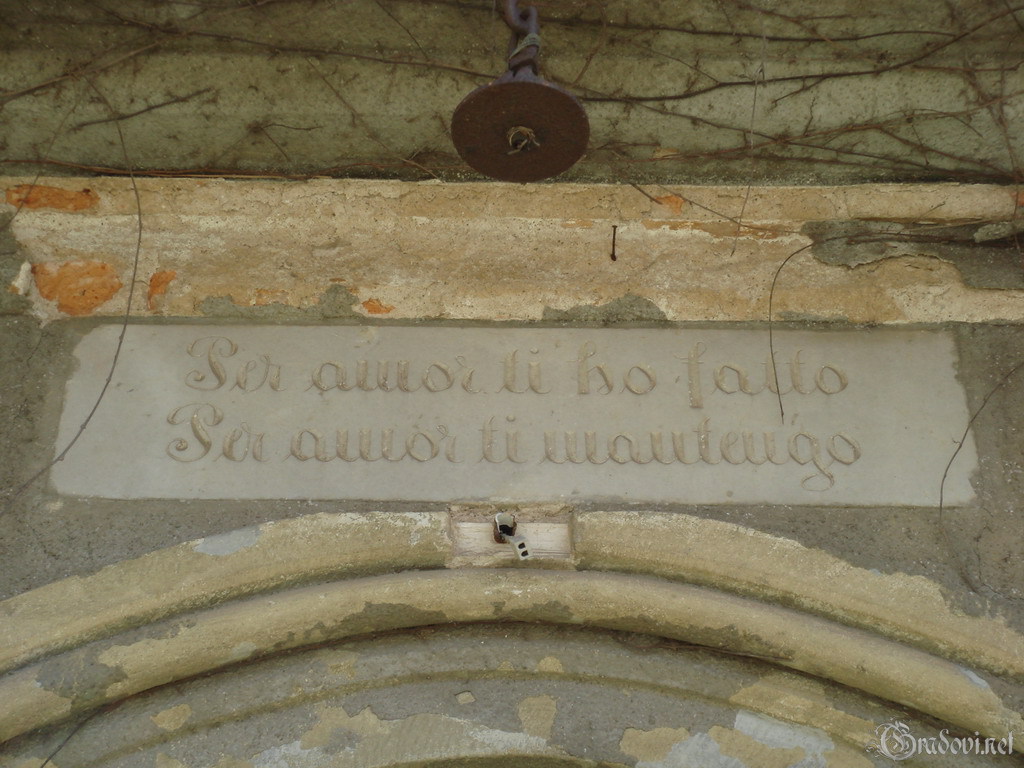 Per amor ti ho fatto
Per amor ti mantengo
Gradovi.net